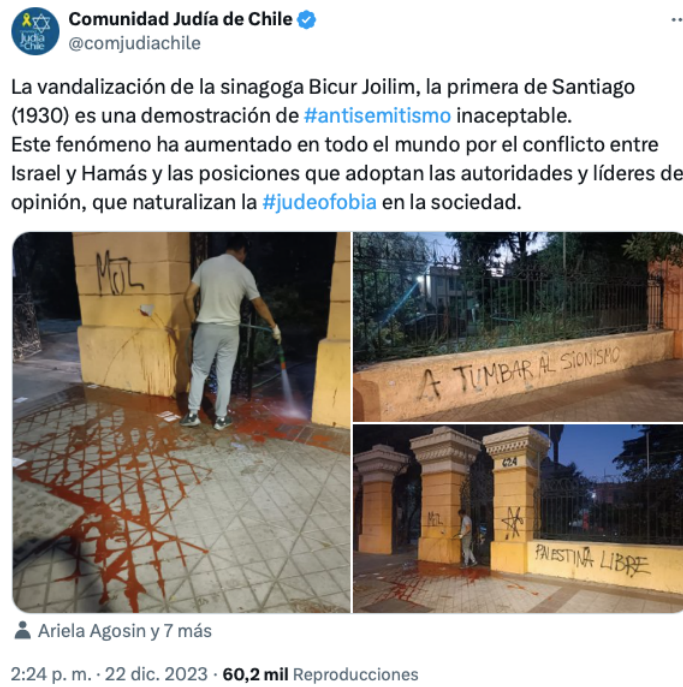 Comunidad Judía de Chile
@comjudiachile
La vandalización de la sinagoga Bicur Joilim, la primera de Santiago
(1930) es una demostración de #antisemitismo inaceptable.
Este fenómeno ha aumentado en todo el mundo por el conflicto entre
Israel y Hamás y las posiciones que adoptan las autoridades y líderes de
opinión, que naturalizan la #judeofobia en la sociedad.
A TUMBAR AL SIONISMO
624
PALESTINA LIBRE
Ariela Agosin y 7 más
2:24 p. m. · 22 dic. 2023 · 60,2 mil Reproducciones